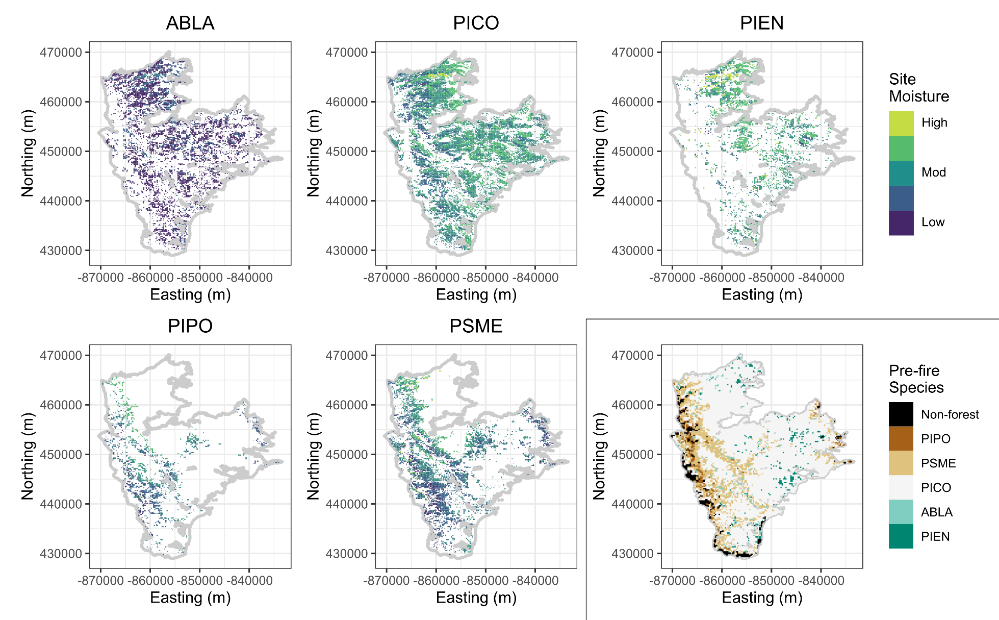 ABLA
PICO
PIEN
470000
460000
450000
440000
430000
Northing (m)
-870000 -860000 -850000 -840000
Easting (m)
470000
460000
450000
440000
430000
Northing (m)
-870000 -860000 -850000 -840000
Easting (m)
470000
460000
450000
440000
430000
Northing (m)
-870000 -860000 -850000 -840000
Easting (m)
Site
Moisture
High
Mod
Low
PIPO
PSME
470000
460000
450000
440000
430000
Northing (m)
-870000 -860000 -850000 -840000
Easting (m)
470000
460000
450000
440000
430000
Northing (m)
-870000 -860000 -850000 -840000
Easting (m)
470000
460000
450000
440000
430000
Northing (m)
-870000 -860000 -850000 -840000
Easting (m)
Pre-fire
Species
Non-forest
PIPO
PSME
PICO
ABLA
PIEN